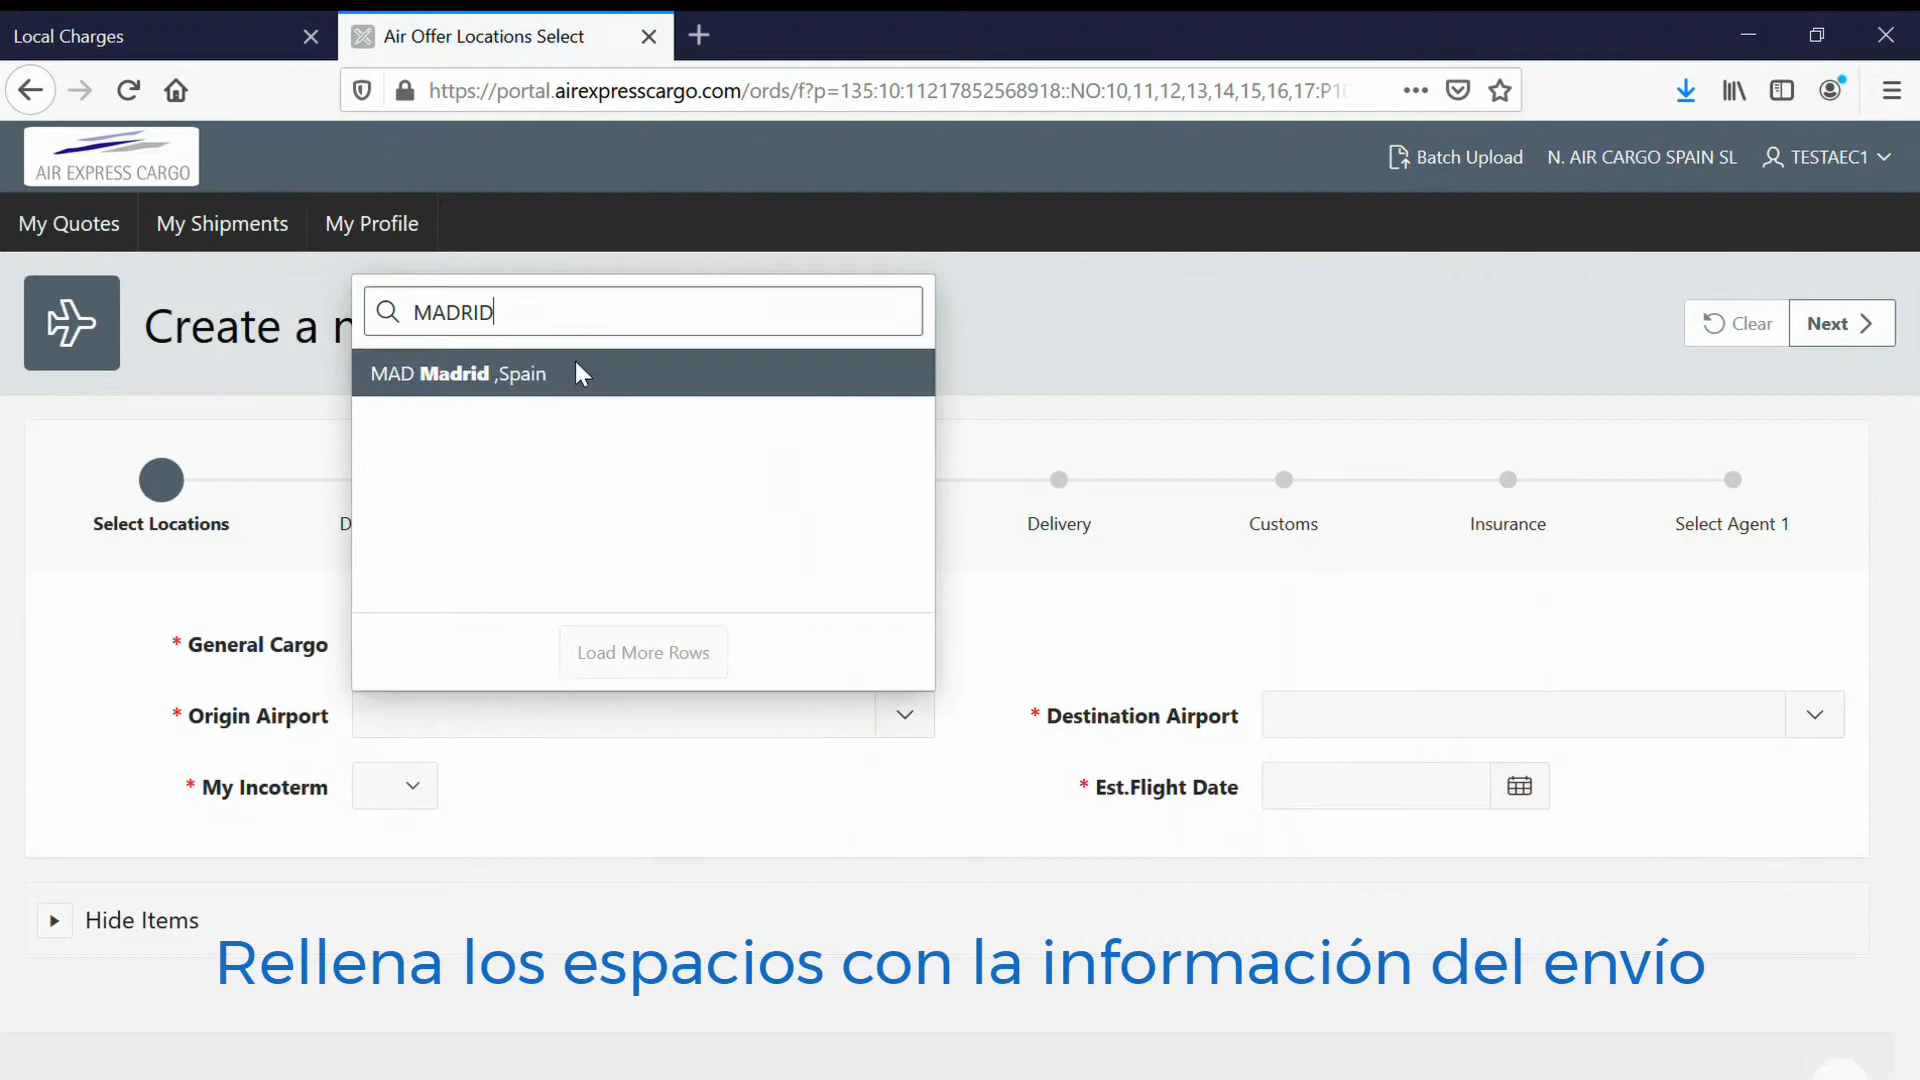 Local Charges
Air Offer Locations Select
https://portal.airexpresscargo.com/ords/f?p=135:10:11217852568918::NO:10,11,12,13,14,15,16,17:P10
AIR EXPRESS CARGO
Batch Upload
N. AIR CARGO SPAIN SL
TESTAEC1
My Quotes
My Shipments
My Profile
Create a n
MADRID
Clear
Next
MAD Madrid ,Spain
Select Locations
D
Delivery
Customs
Insurance
Select Agent 1
* General Cargo
Load More Rows
* Origin Airport
* Destination Airport
* My Incoterm
* Est.Flight Date
Hide Items
Rellena los espacios con la información del envío